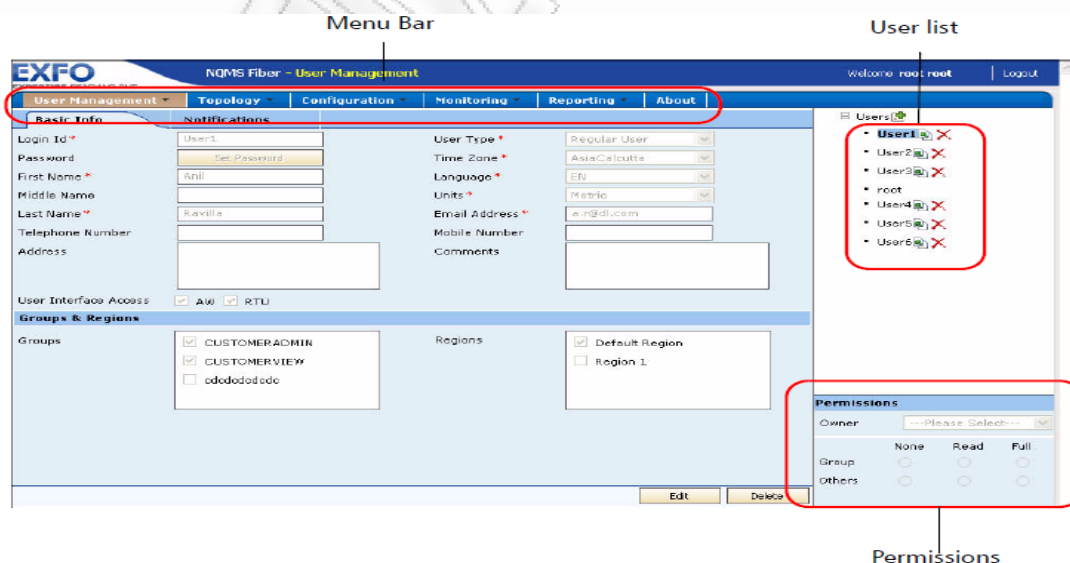 Menu Bar
User list
EXFO
NQMS Fiber - User Management
Welcome root root | Logout
User Management
Topology
Configuration
Monitoring
Reporting
About
Basic Info
Notifications
Login Id*
User1
Password
Set Password
First Name *
Anil
Middle Name
Last Name *
Ravilla
Telephone Number
Address
User Type *
Regular User
Time Zone *
AsiaCalcutta
Language *
EN
Units *
Metric
Email Address *
a.r@dl.com
Mobile Number
Comments
User Interface Access
AW
RTU
Groups & Regions
Groups
CUSTOMERADMIN
CUSTOMERVIEW
Regions
Default Region
Region 1
Edit
Delete
Users
User1
User2
User3
root
User4
User5
User6
Permissions
Owner
---Please Select---
None Read Full
Group
Others
Permissions